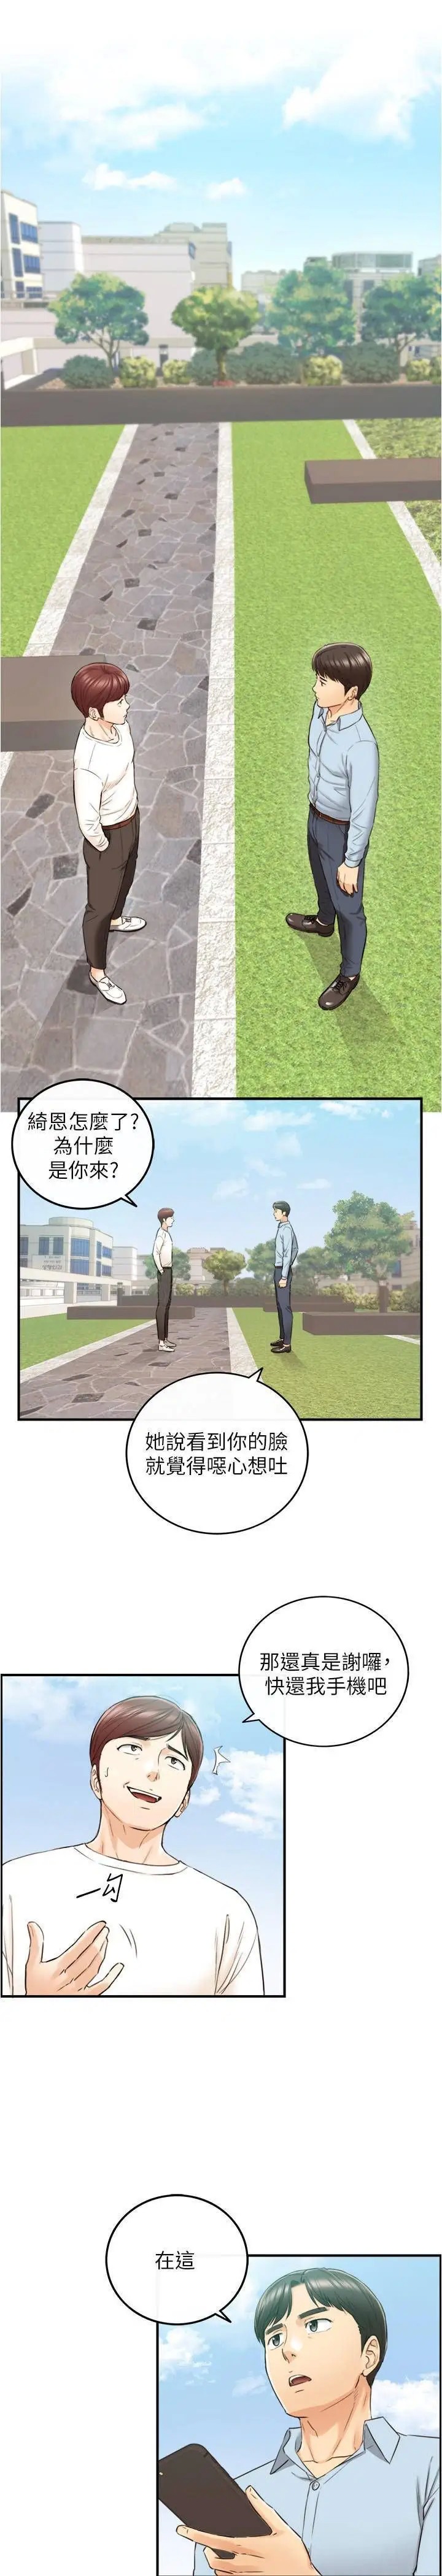 綺恩怎麼了?
為什麼
是你來?
她說看到你的臉
就覺得噁心想吐
那還真是謝囉，
快還我手機吧
一勾
在這